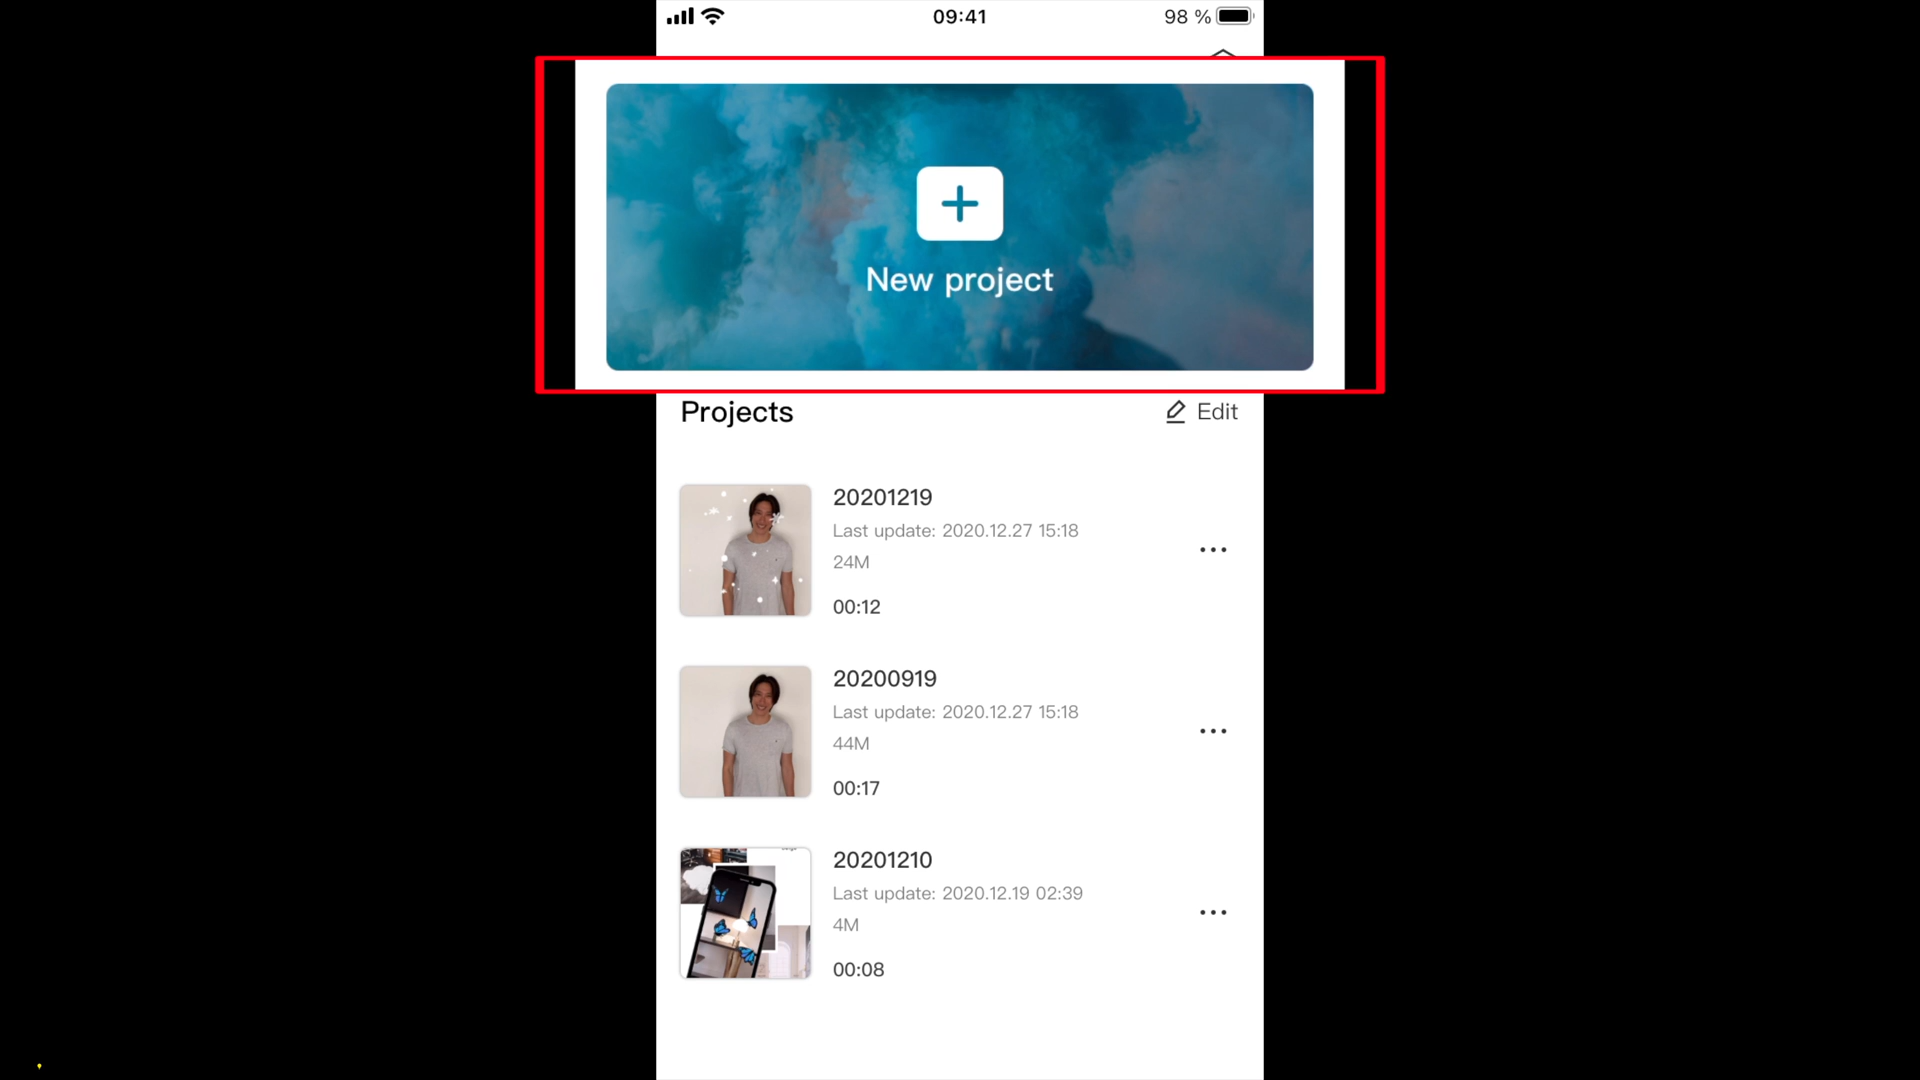 09:41
98 %
New project
Projects
Edit
20201219
Last update: 2020.12.27 15:18
24M
00:12
20200919
Last update: 2020.12.27 15:18
44M
00:17
20201210
Last update: 2020.12.19 02:39
4M
00:08